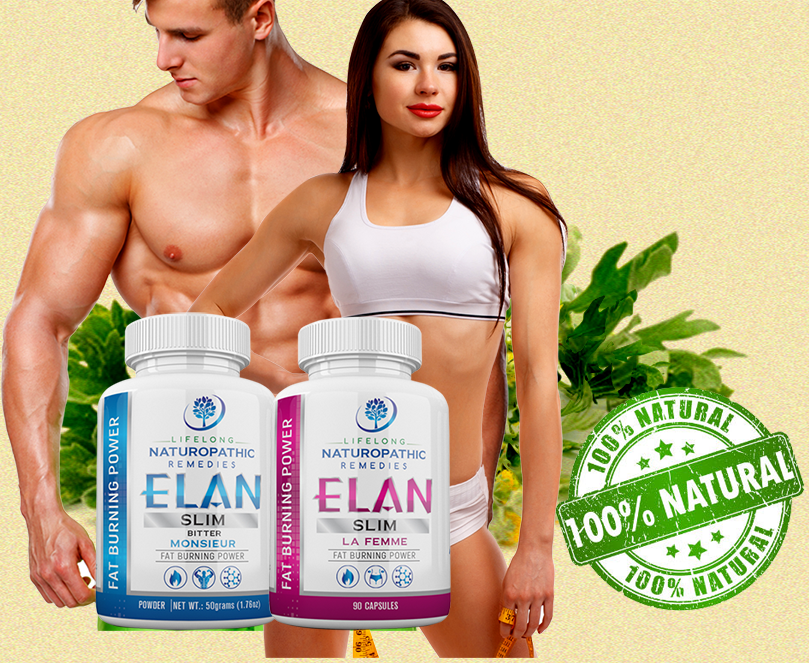 FAT BURNING POWER
LIFELONG
NATUROPATHIC
REMEDIES
ELAN
SLIM
BITTER
MONSIEUR
FAT BURNING POWER
POWDER | NET WT.: 50grams (1.76oz)
FAT BURNING POWER
LIFELONG
NATUROPATHIC
REMEDIES
ELAN
SLIM
LA FEMME
FAT BURNING POWER
90 CAPSULES
100% NATURAL
100% NATURAL
100% NATURAL